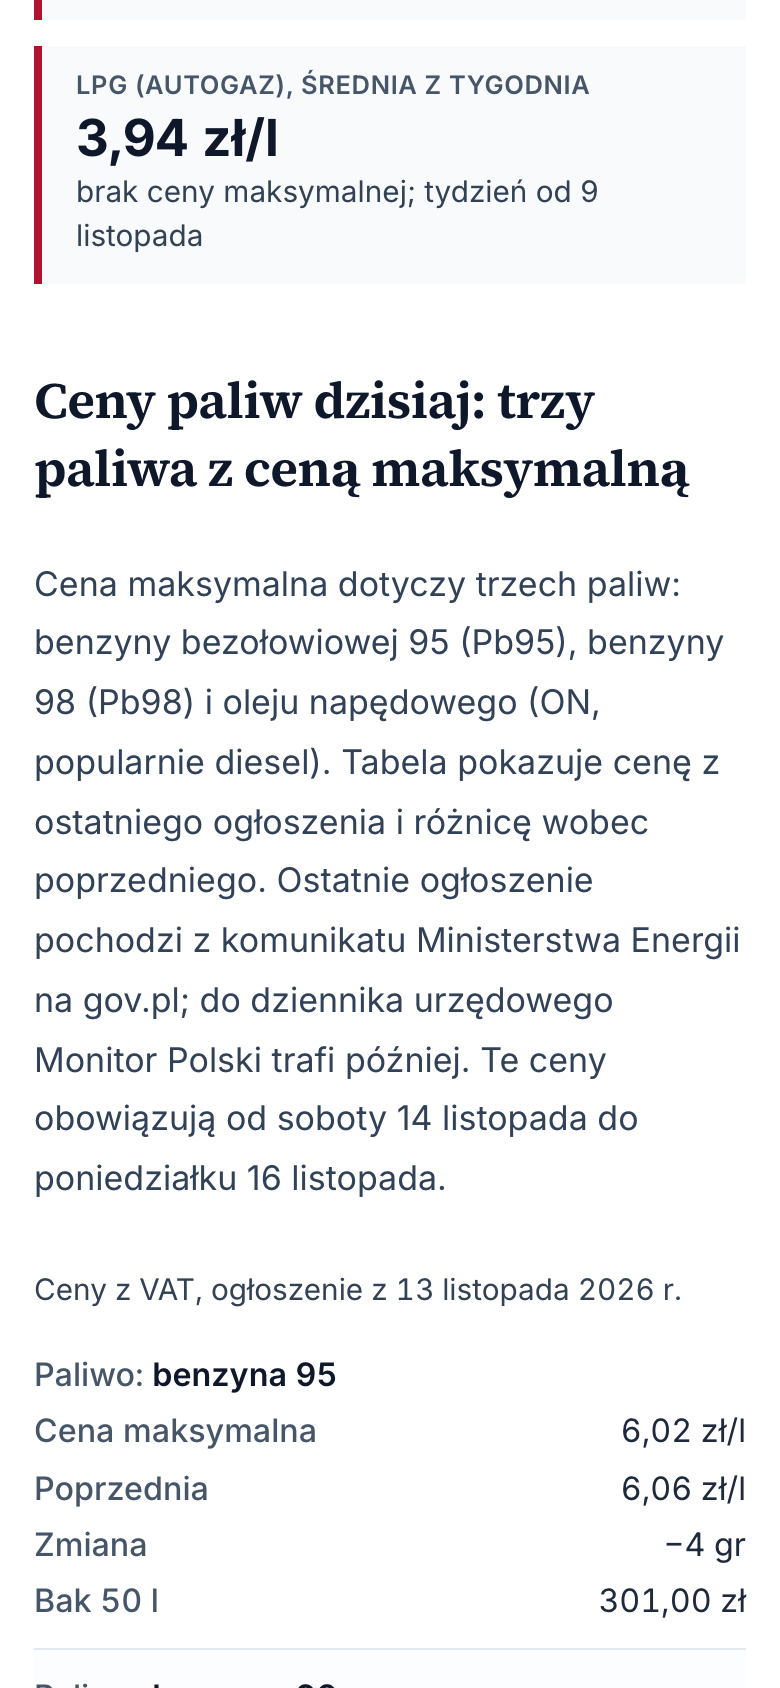 LPG (AUTOGAZ), ŚREDNIA Z TYGODNIA
3,94 zł/l
brak ceny maksymalnej; tydzień od 9
listopada
Ceny paliw dzisiaj: trzy
paliwa z ceną maksymalną
Cena maksymalna dotyczy trzech paliw:
benzyny bezołowiowej 95 (Pb95), benzyny
98 (Pb98) i oleju napędowego (ON,
popularnie diesel). Tabela pokazuje cenę z
ostatniego ogłoszenia i różnicę wobec
poprzedniego. Ostatnie ogłoszenie
pochodzi z komunikatu Ministerstwa Energii
na gov.pl; do dziennika urzędowego
Monitor Polski trafi później. Te ceny
obowiązują od soboty 14 listopada do
poniedziałku 16 listopada.
Ceny z VAT, ogłoszenie z 13 listopada 2026 r.
Paliwo: benzyna 95
Cena maksymalna 6,02 zł/l
Poprzednia 6,06 zł/l
Zmiana −4 gr
Bak 50 l 301,00 zł